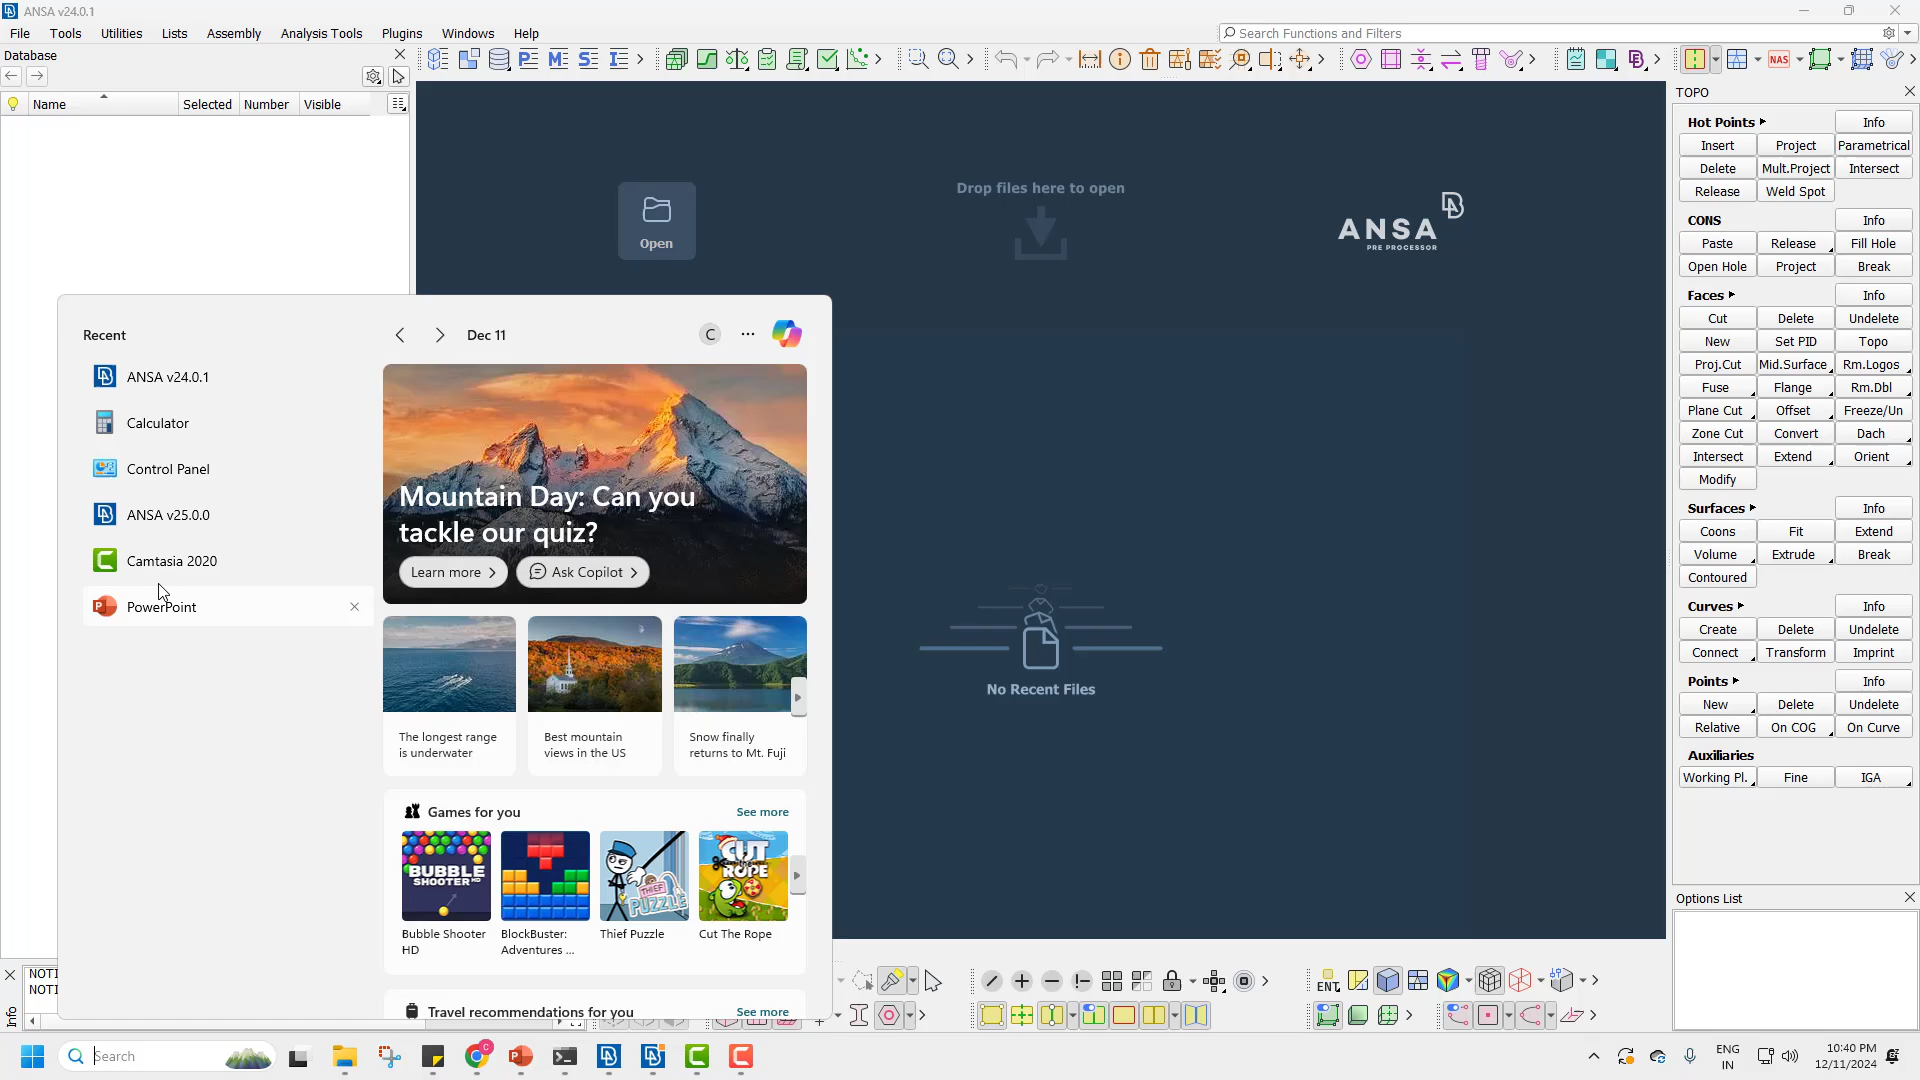 ANSA v24.0.1
File Tools Utilities Lists Assembly Analysis Tools Plugins Windows Help
Search Functions and Filters
Database
Name Selected Number Visible
NAS
TOPO
Hot Points Info
Insert Project Parametrical
Delete Mult.Project Intersect
Release Weld Spot
CONS Info
Paste Release Fill Hole
Open Hole Project Break
Faces Info
Cut Delete Undelete
New Set PID Topo
Proj.Cut Mid.Surface Rm.Logos
Fuse Flange Rm.Dbl
Plane Cut Offset Freeze/Un
Zone Cut Convert Dach
Intersect Extend Orient
Modify
Surfaces Info
Coons Fit Extend
Volume Extrude Break
Contoured
Curves Info
Create Delete Undelete
Connect Transform Imprint
Points Info
New Delete Undelete
Relative On COG On Curve
Auxiliaries
Working Pl. Fine IGA
Options List
Open
Drop files here to open
ANSA
PRE PROCESSOR
No Recent Files
Recent
ANSA v24.0.1
Calculator
Control Panel
ANSA v25.0.0
Camtasia 2020
PowerPoint
Dec 11
C
Mountain Day: Can you
tackle our quiz?
Learn more
Ask Copilot
The longest range
is underwater
Best mountain
views in the US
Snow finally
returns to Mt. Fuji
Games for you See more
BUBBLE
SHOOTER HD
THIEF
PUZZLE
CUT
THE
ROPE
Bubble Shooter
HD
BlockBuster:
Adventures ...
Thief Puzzle
Cut The Rope
Travel recommendations for you See more
NOTI
NOTI
Info
ENT
Search
ENG
IN
10:40 PM
12/11/2024